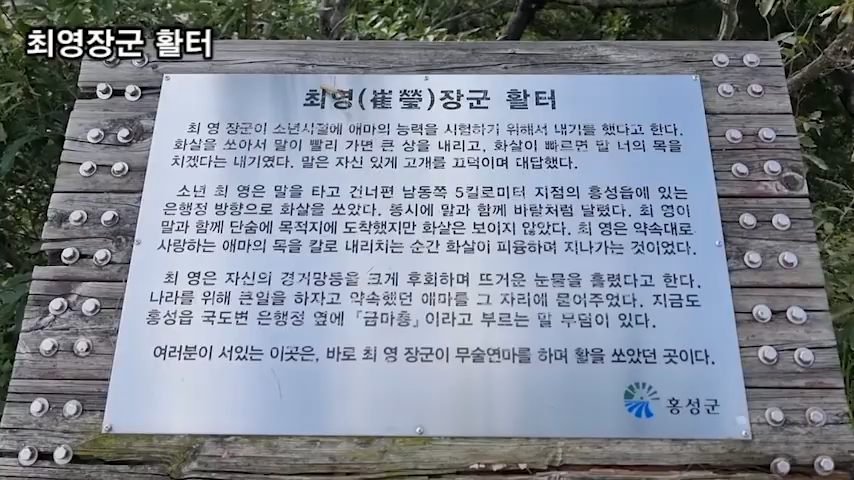 최영장군 활터
최영(崔瑩)장군 활터
최 영 장군이 소년시절에 애마의 능력을 시험하기 위해서 내기를 했다고 한다.
화살을 쏘아서 말이 빨리 가면 큰 상을 내리고, 화살이 빠르면 말 너의 목을
치겠다는 내기였다. 말은 자신 있게 고개를 끄덕이며 대답했다.
소년 최 영은 말을 타고 건너편 남동쪽 5킬로미터 지점의 홍성읍에 있는
은행정 방향으로 화살을 쏘았다. 동시에 말과 함께 바람처럼 달렸다. 최 영이
말과 함께 단숨에 목적지에 도착했지만 화살은 보이지 않았다. 최 영은 약속대로
사랑하는 애마의 목을 칼로 내리치는 순간 화살이 피융하며 지나가는 것이었다.
최 영은 자신의 경거망동을 크게 후회하며 뜨거운 눈물을 흘렸다고 한다.
나라를 위해 큰일을 하자고 약속했던 애마를 그 자리에 묻어주었다. 지금도
홍성읍 국도변 은행정 옆에 「금마총」이라고 부르는 말 무덤이 있다.
여러분이 서있는 이곳은, 바로 최 영 장군이 무술연마를 하며 활을 쏘았던 곳이다.
홍성군